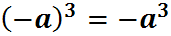 (−a)³ = −a³